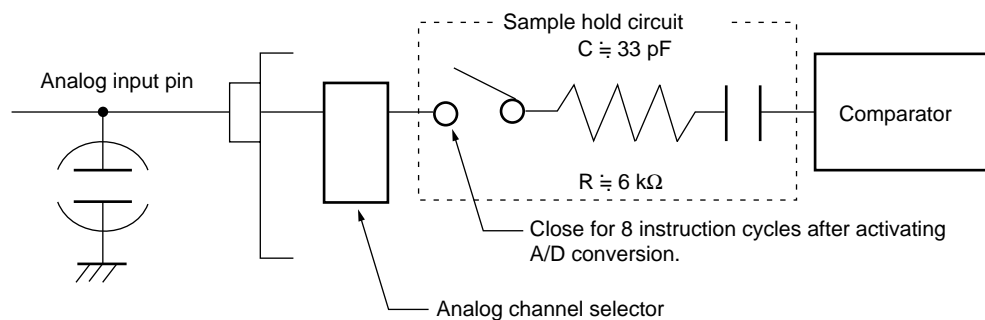 Sample hold circuit
C ≒ 33 pF
Analog input pin
Comparator
R ≒ 6 kΩ
Close for 8 instruction cycles after activating
A/D conversion.
Analog channel selector